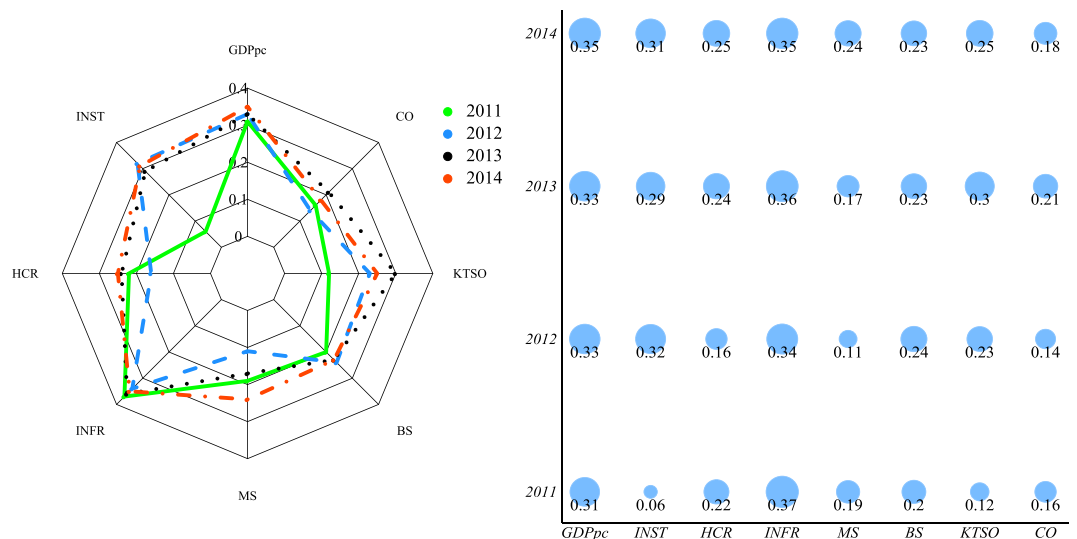 GDPpc
INST
CO
0.4
0.3
0.2
0.1
0
2011
2012
2013
2014
HCR
KTSO
INFR
BS
MS
2014
0.35 0.31 0.25 0.35 0.24 0.23 0.25 0.18
2013
0.33 0.29 0.24 0.36 0.17 0.23 0.3 0.21
2012
0.33 0.32 0.16 0.34 0.11 0.24 0.23 0.14
2011
0.31 0.06 0.22 0.37 0.19 0.2 0.12 0.16
GDPpc INST HCR INFR MS BS KTSO CO